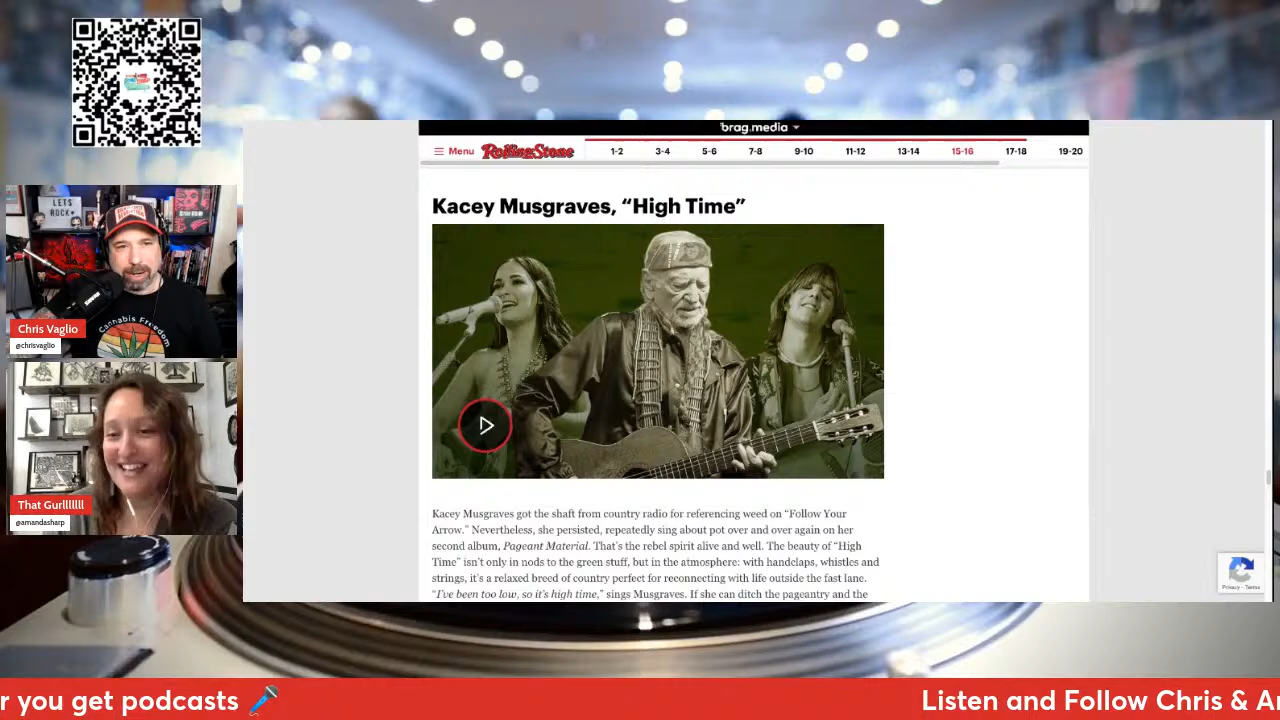 brag.media
Menu
RollingStone
1-2
3-4
5-6
7-8
9-10
11-12
13-14
15-16
17-18
19-20
LETS
ROCK
Chris Vaglio
@chrisvaglio
Cannabis Freedom
That Gurlllllll
@amandasharp
Kacey Musgraves, “High Time”
Kacey Musgraves got the shaft from country radio for referencing weed on “Follow Your
Arrow.” Nevertheless, she persisted, repeatedly sing about pot over and over again on her
second album, Pageant Material. That's the rebel spirit alive and well. The beauty of “High
Time” isn't only in nods to the green stuff, but in the atmosphere: with handclaps, whistles and
strings, it's a relaxed breed of country perfect for reconnecting with life outside the fast lane.
“I've been too low, so it's high time,” sings Musgraves. If she can ditch the pageantry and the
Privacy - Terms
r you get podcasts 🎤
Listen and Follow Chris & A